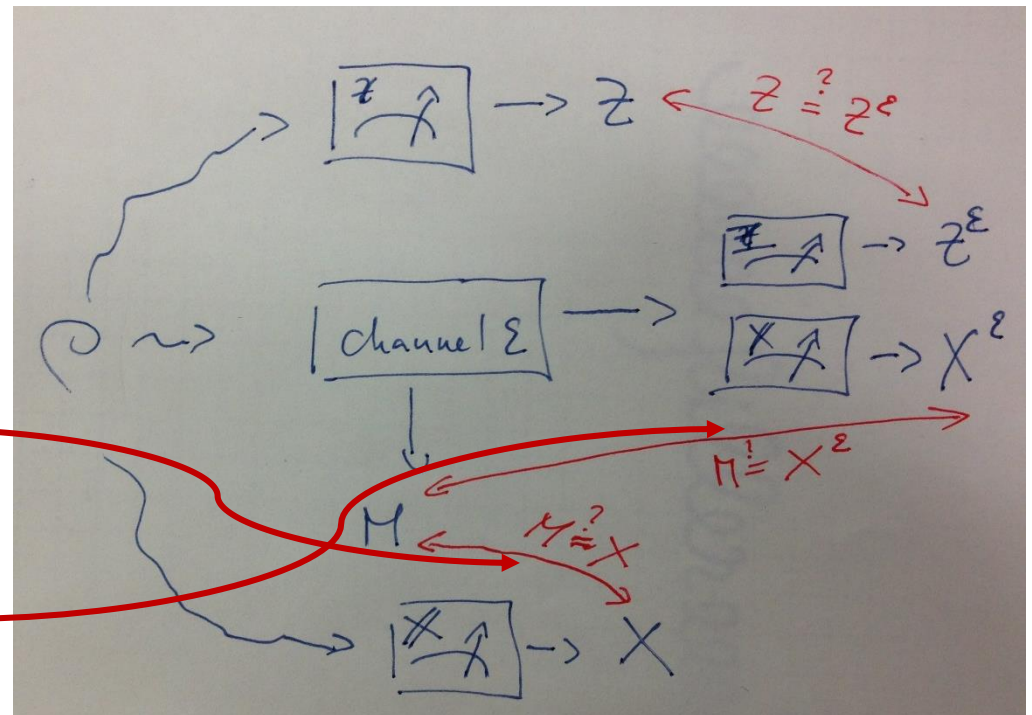 Z → Z
Z ≟ Z^ε
Z → Z^ε
ρ ⇝ channel ε →
X → X^ε
M ≟ X^ε
M
M ≟ X
X → X